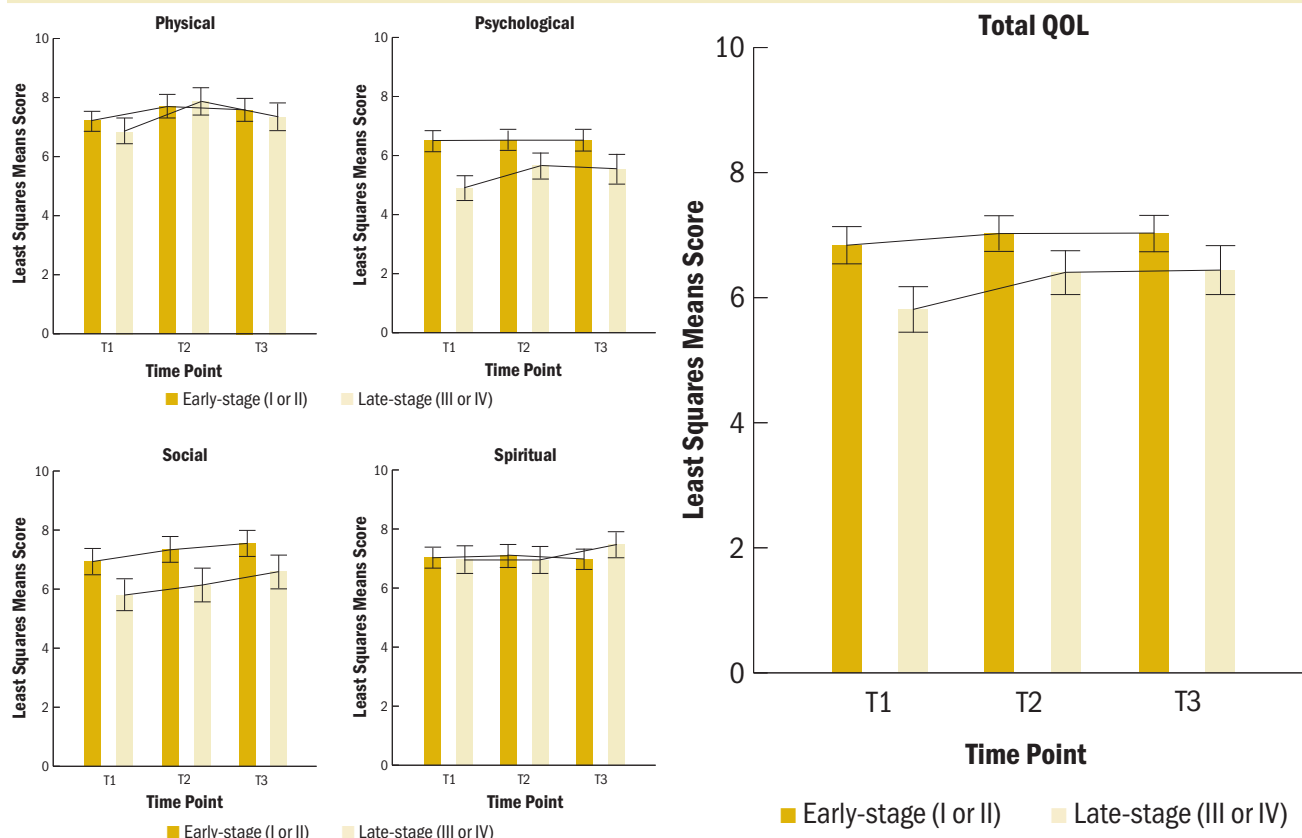 Physical
Least Squares Means Score
10
8
6
4
2
0
T1 T2 T3
Time Point
Psychological
Least Squares Means Score
10
8
6
4
2
0
T1 T2 T3
Time Point
Early-stage (I or II) Late-stage (III or IV)
Social
Least Squares Means Score
10
8
6
4
2
0
T1 T2 T3
Time Point
Spiritual
Least Squares Means Score
10
8
6
4
2
0
T1 T2 T3
Time Point
Early-stage (I or II) Late-stage (III or IV)
Total QOL
Least Squares Means Score
10
8
6
4
2
0
T1 T2 T3
Time Point
Early-stage (I or II) Late-stage (III or IV)